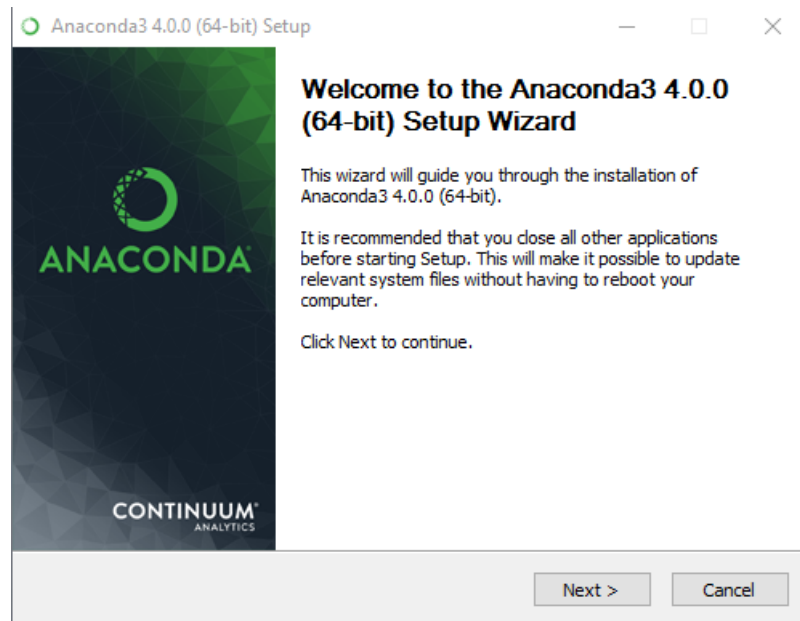 Anaconda3 4.0.0 (64-bit) Setup
Welcome to the Anaconda3 4.0.0
(64-bit) Setup Wizard
This wizard will guide you through the installation of
Anaconda3 4.0.0 (64-bit).
It is recommended that you close all other applications
before starting Setup. This will make it possible to update
relevant system files without having to reboot your
computer.
Click Next to continue.
ANACONDA
CONTINUUM
ANALYTICS
Next >
Cancel